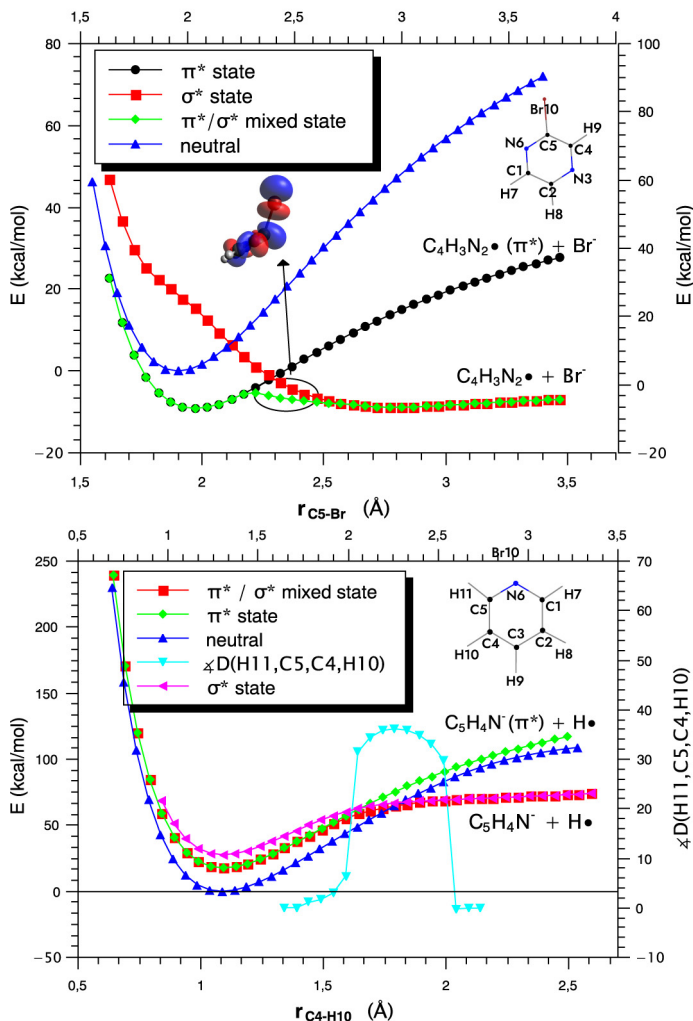 1,5 2 2,5 3 3,5 4
80 60 40 20 0 −20
E (kcal/mol)
π* state
σ* state
π*/σ* mixed state
neutral
Br10
H9
N6
C5
C4
C1
N3
C2
H7
H8
C₄H₃N₂• (π*) + Br⁻
C₄H₃N₂• + Br⁻
100 80 60 40 20 0 −20
E (kcal/mol)
1,5 2 2,5 3 3,5
r C5-Br (Å)
0,5 1 1,5 2 2,5 3 3,5
250 200 150 100 50 0 −50
E (kcal/mol)
π* / σ* mixed state
π* state
neutral
∡D(H11,C5,C4,H10)
σ* state
Br10
H11
N6
H7
C5
C1
C4
C3
C2
H10
H8
H9
C₅H₄N⁻(π*) + H•
C₅H₄N⁻ + H•
70 60 50 40 30 20 10 0 −10
∡D(H11,C5,C4,H10)
0,5 1 1,5 2 2,5
r C4-H10 (Å)